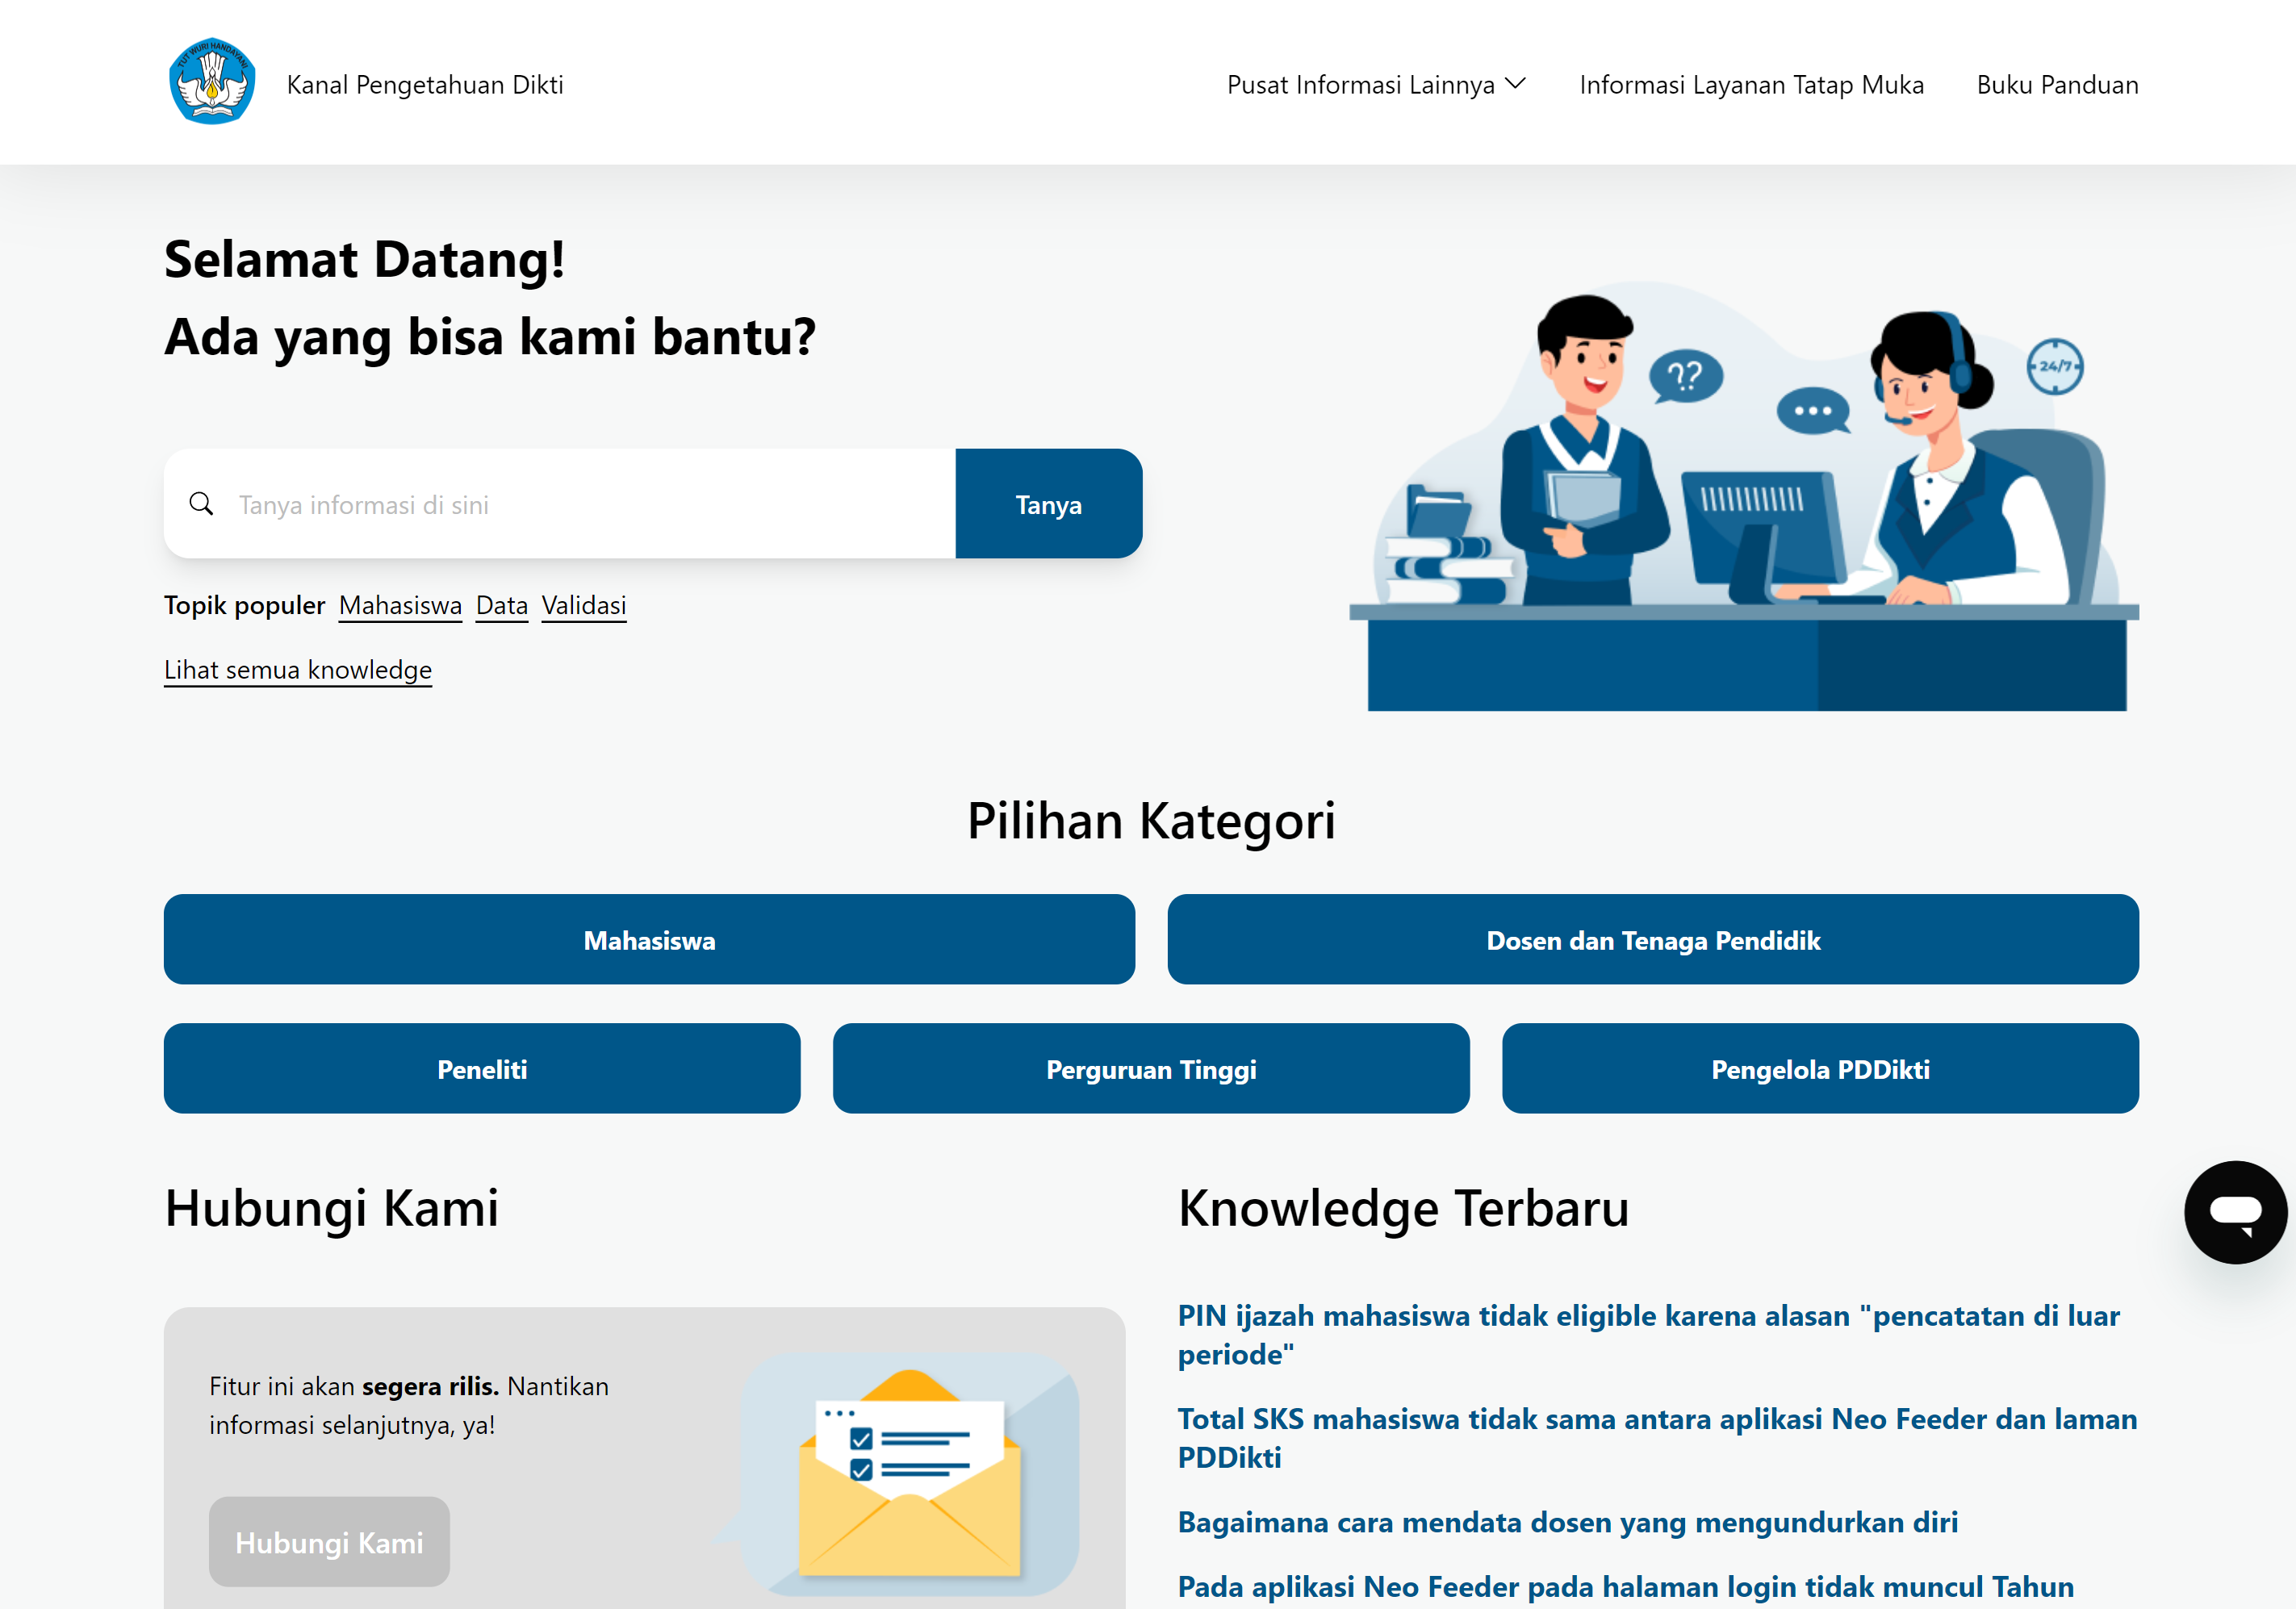 TUT WURI HANDAYANI
Kanal Pengetahuan Dikti
Pusat Informasi Lainnya
Informasi Layanan Tatap Muka
Buku Panduan
Selamat Datang!
Ada yang bisa kami bantu?
??
...
24/7
Tanya informasi di sini
Tanya
Topik populer Mahasiswa Data Validasi
Lihat semua knowledge
Pilihan Kategori
Mahasiswa
Dosen dan Tenaga Pendidik
Peneliti
Perguruan Tinggi
Pengelola PDDikti
Hubungi Kami
Fitur ini akan segera rilis. Nantikan
informasi selanjutnya, ya!
Hubungi Kami
Knowledge Terbaru
PIN ijazah mahasiswa tidak eligible karena alasan "pencatatan di luar
periode"
Total SKS mahasiswa tidak sama antara aplikasi Neo Feeder dan laman
PDDikti
Bagaimana cara mendata dosen yang mengundurkan diri
Pada aplikasi Neo Feeder pada halaman login tidak muncul Tahun